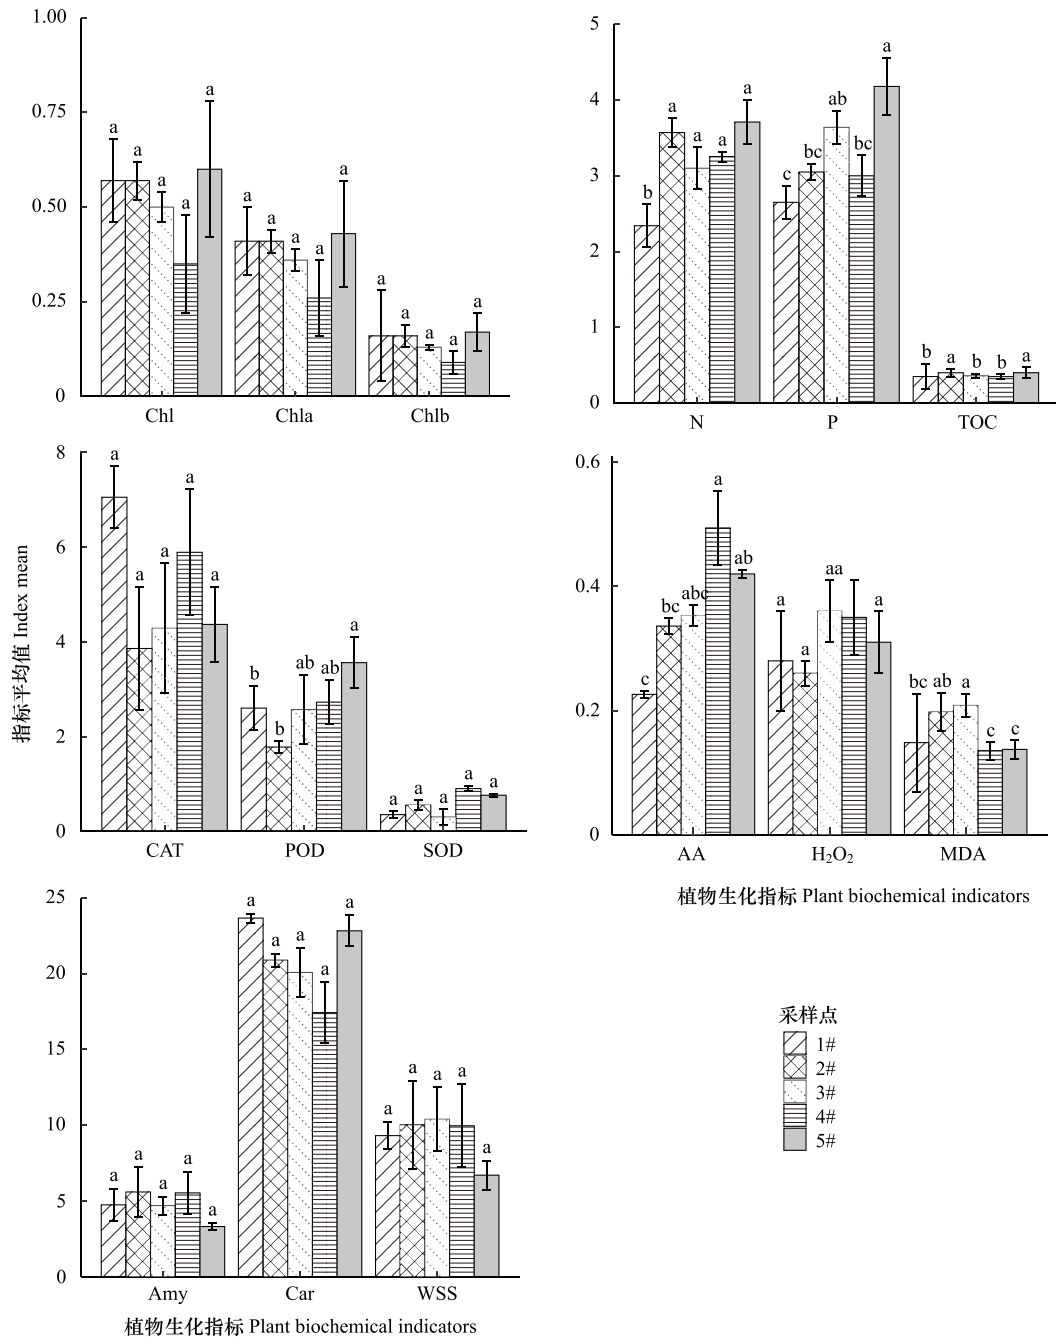 1.00
0.75
0.50
0.25
0
a a a a a
a a a a a
a a a a a
Chl Chla Chlb
5
4
3
2
1
0
b a a a a
c bc ab bc a
b a b b a
N P TOC
指标平均值 Index mean
8
6
4
2
0
a a a a a
b b ab ab a
a a a a a
CAT POD SOD
0.6
0.4
0.2
0
c bc abc a ab
a a aa a
bc ab a c c
AA H₂O₂ MDA
植物生化指标 Plant biochemical indicators
25
20
15
10
5
0
a a a a a
a a a a a
a a a a a
Amy Car WSS
植物生化指标 Plant biochemical indicators
采样点
1#
2#
3#
4#
5#